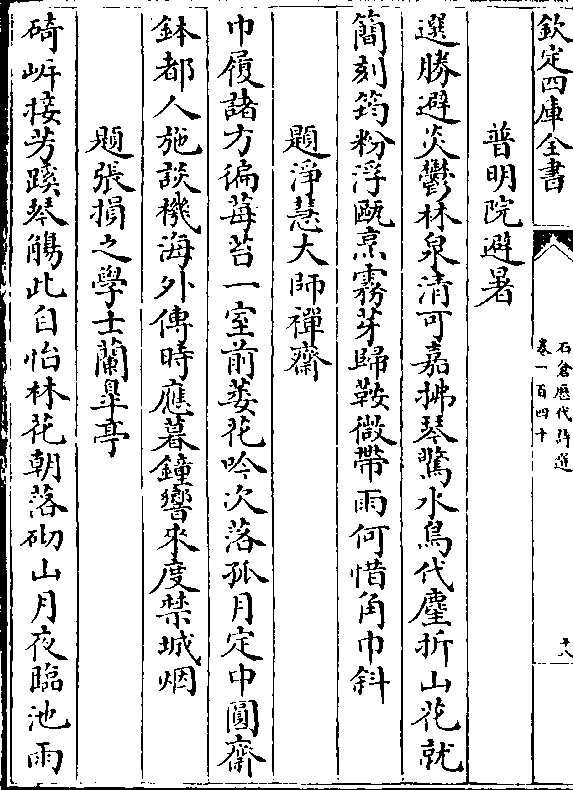 欽定四庫全書
石倉歷代詩選
卷一百四十
十八
普明院避暑
選勝避炎鬱林泉清可嘉拂琴驚水鳥代麈折山花就
簡刻筠粉浮甌烹霧芽歸鞍微帶雨何惜角巾斜
題淨慧大師禪齋
巾履諸方徧莓苔一室前蔞花吟次落孤月定中圓齋
鉢都人施談機海外傳時應暮鐘響來度禁城烟
題張損之學士蘭臯亭
碕岸接芳蹊琴觴此自怡林花朝落砌山月夜臨池雨